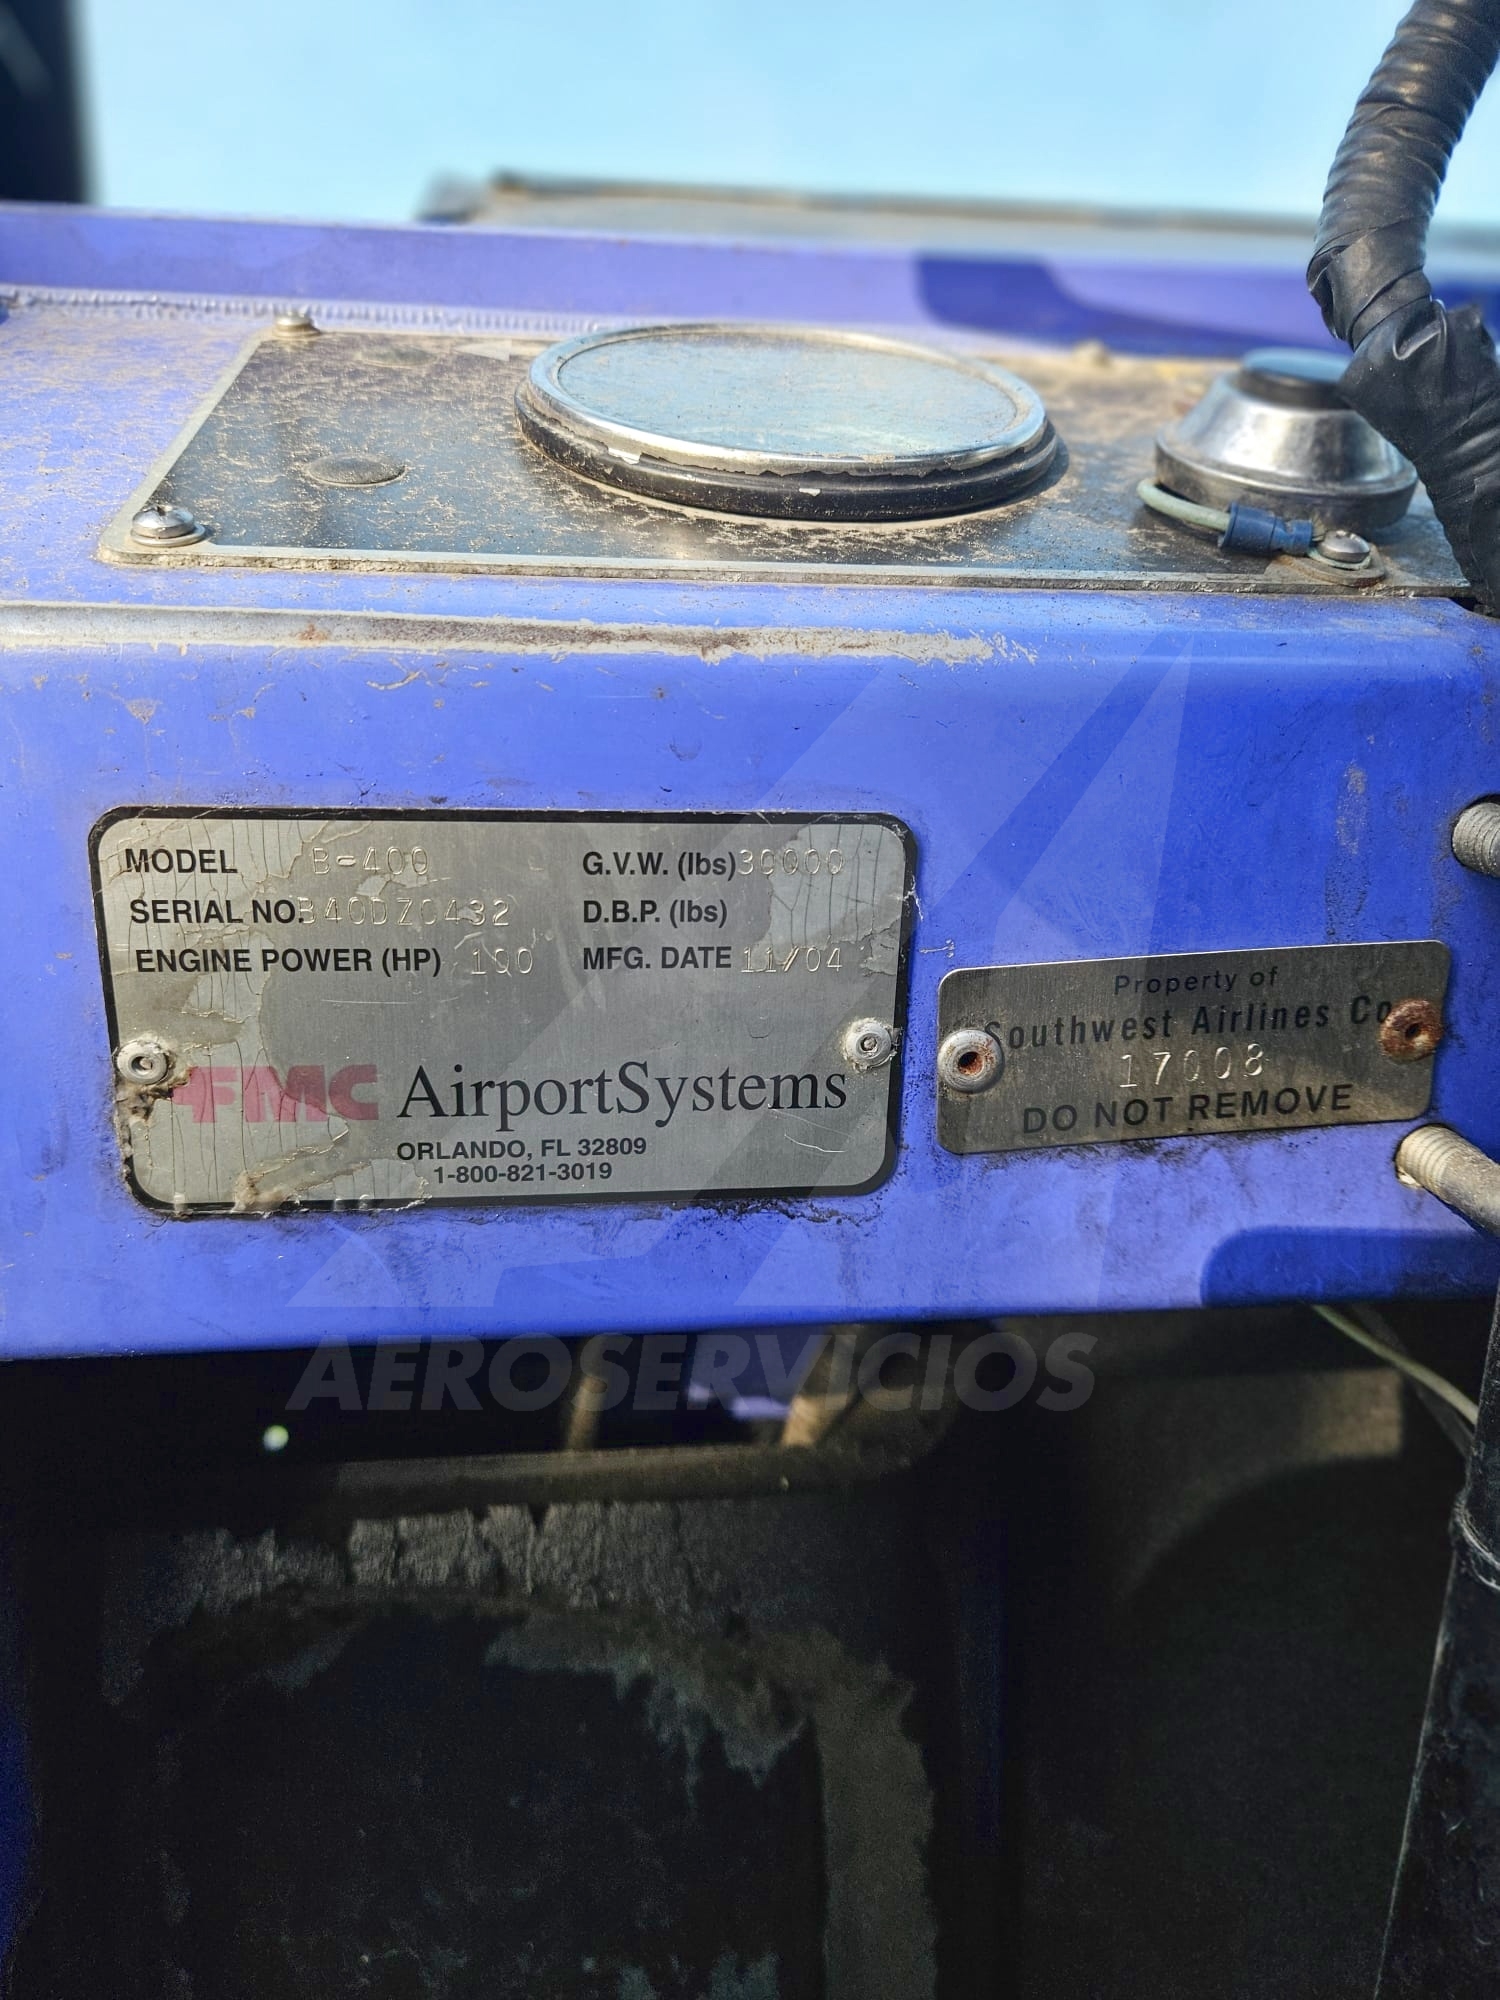 MODEL B-400 G.V.W. (lbs) 30000
SERIAL NO. B40DZ0432 D.B.P. (lbs)
ENGINE POWER (HP) 100 MFG. DATE 11/04
FMC AirportSystems
ORLANDO, FL 32809
1-800-821-3019
Property of
Southwest Airlines Co
17008
DO NOT REMOVE
AEROSERVICIOS